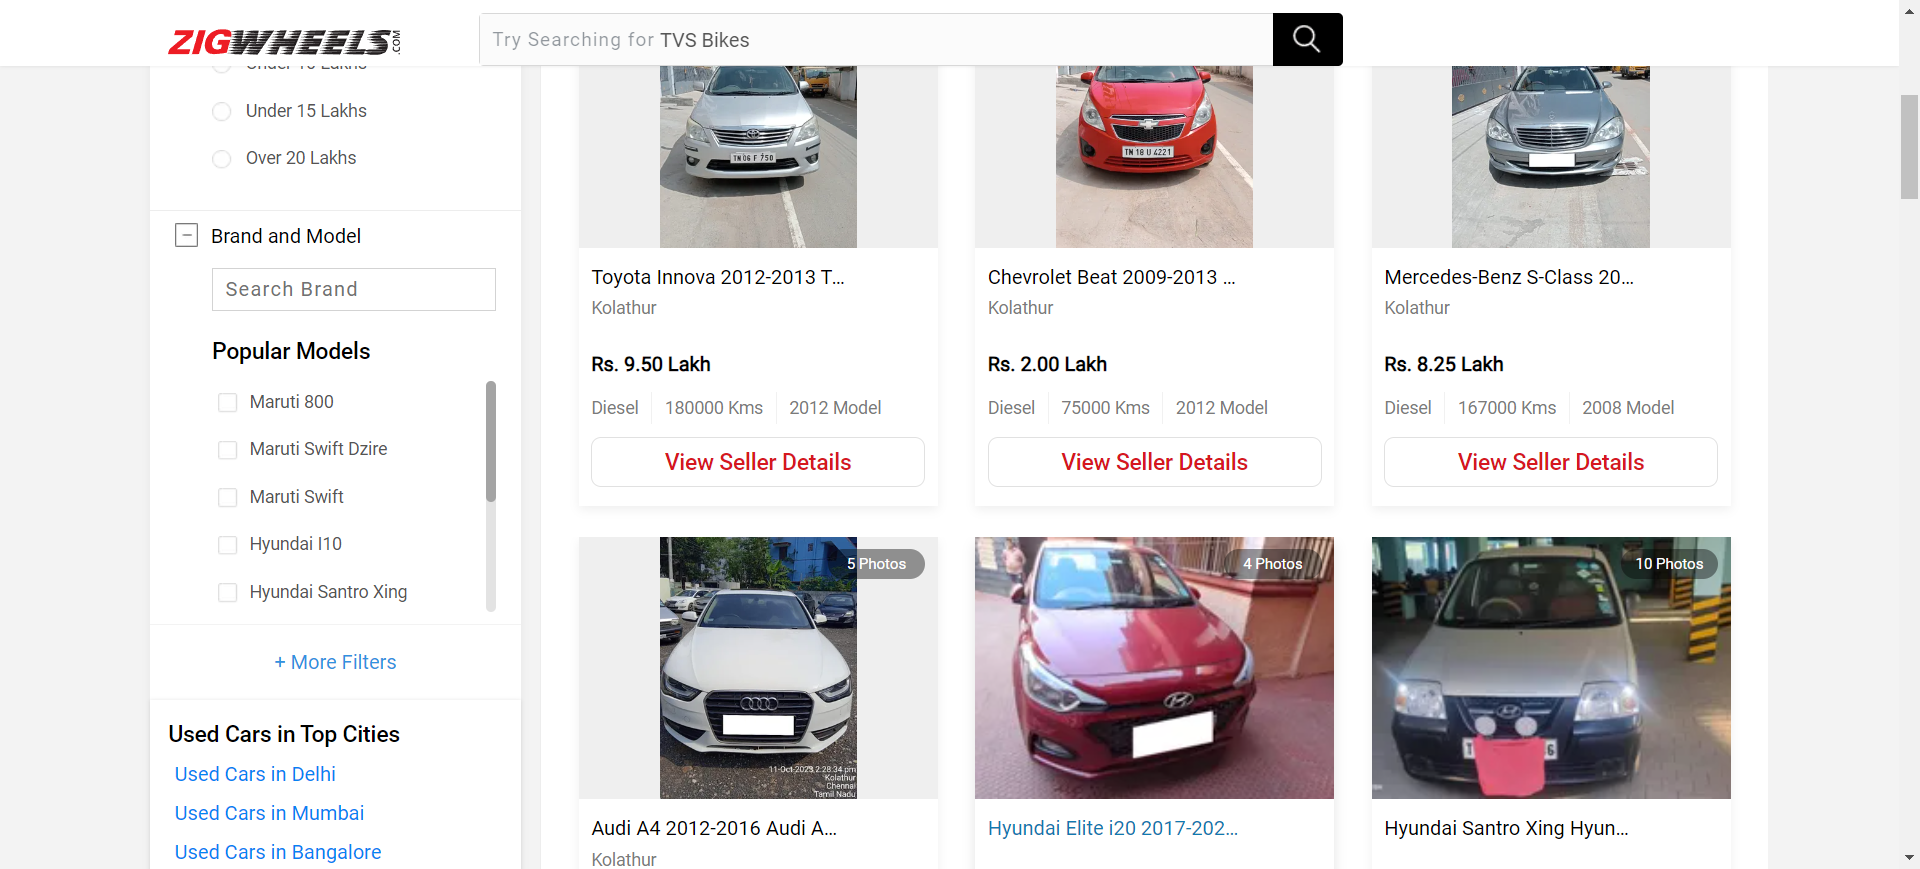 ZIGWHEELS.COM
Try Searching for TVS Bikes
Under 15 Lakhs
Over 20 Lakhs
Brand and Model
Search Brand
Popular Models
Maruti 800
Maruti Swift Dzire
Maruti Swift
Hyundai I10
Hyundai Santro Xing
+ More Filters
Used Cars in Top Cities
Used Cars in Delhi
Used Cars in Mumbai
Used Cars in Bangalore
TN 06 F 750
Toyota Innova 2012-2013 T...
Kolathur
Rs. 9.50 Lakh
Diesel 180000 Kms 2012 Model
View Seller Details
TN 18 U 4221
Chevrolet Beat 2009-2013 ...
Kolathur
Rs. 2.00 Lakh
Diesel 75000 Kms 2012 Model
View Seller Details
Mercedes-Benz S-Class 20...
Kolathur
Rs. 8.25 Lakh
Diesel 167000 Kms 2008 Model
View Seller Details
5 Photos
11-Oct-2023 2:28:34 pm
Kolathur
Chennai
Tamil Nadu
Audi A4 2012-2016 Audi A...
Kolathur
4 Photos
Hyundai Elite i20 2017-202...
10 Photos
Hyundai Santro Xing Hyun...